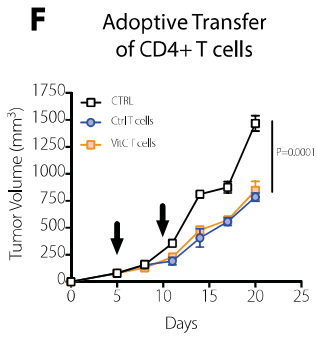 F
Adoptive Transfer
of CD4+ T cells
Tumor Volume (mm³)
1750
1500
1250
1000
750
500
250
0
CTRL
CtrlT cells
VitC T cells
P=0.0001
0 5 10 15 20 25
Days